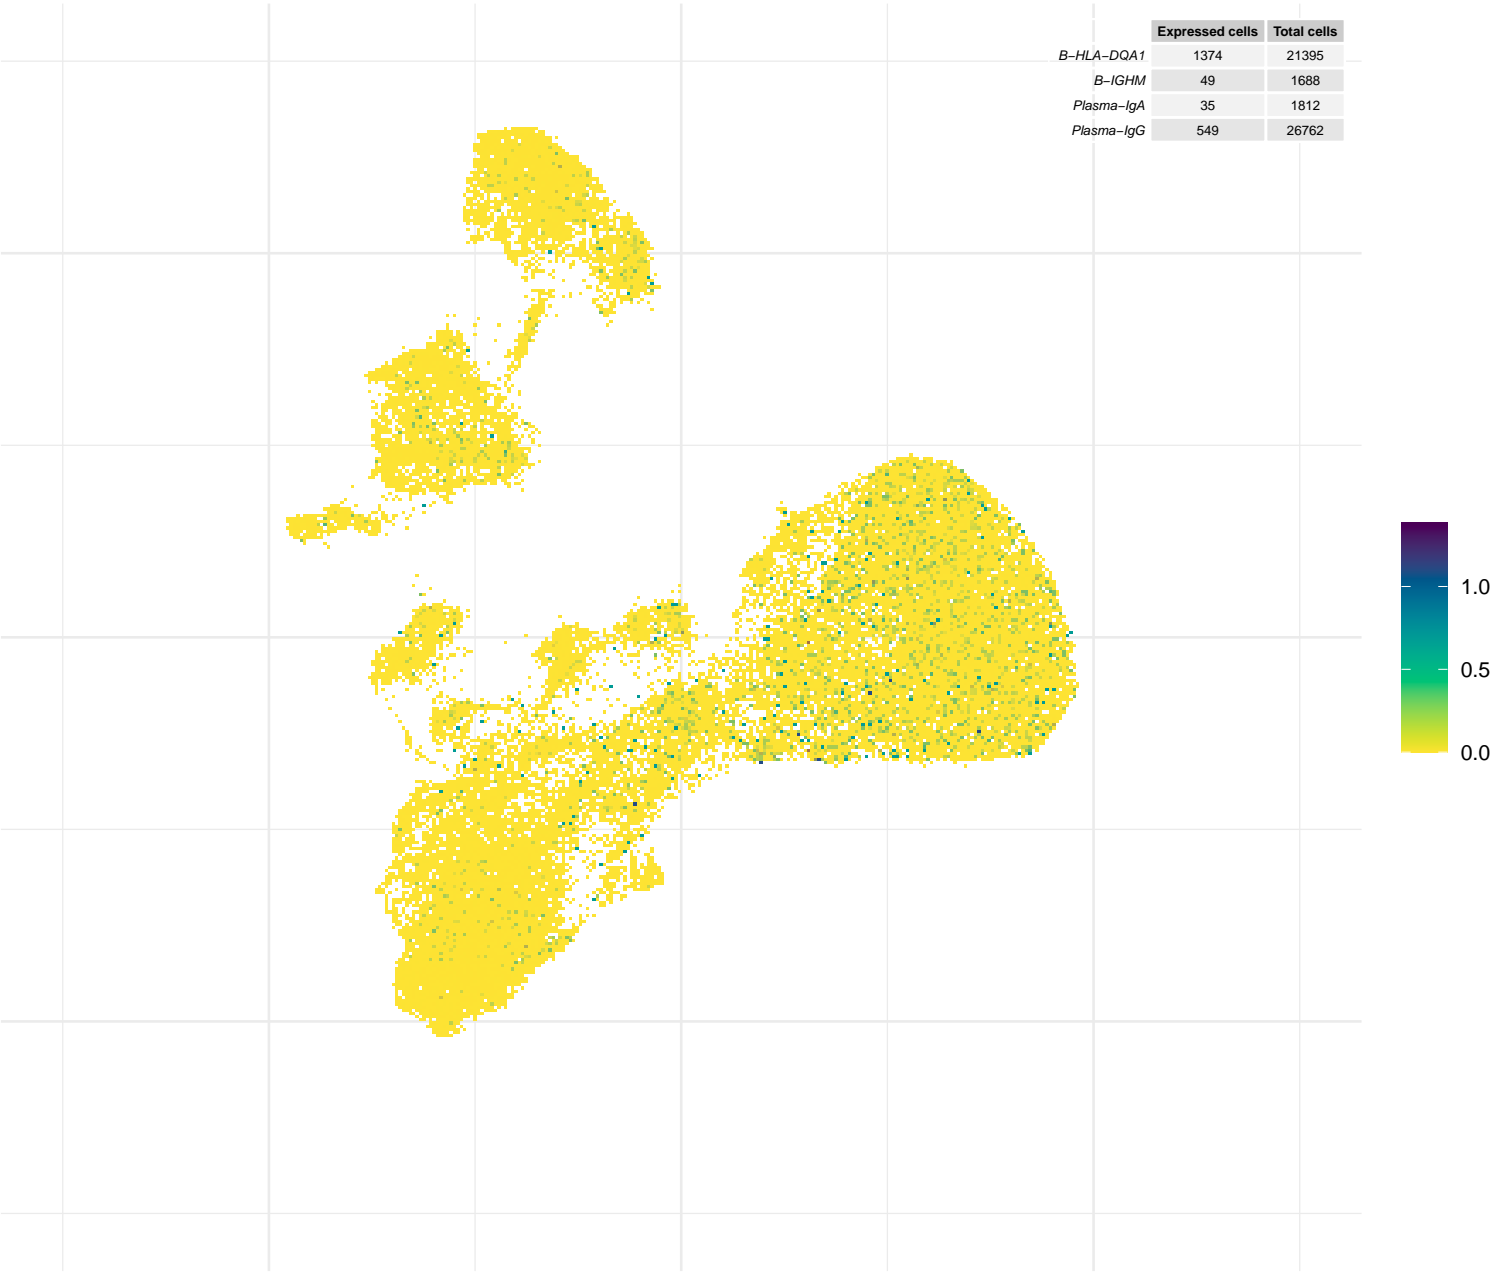 Expressed cells Total cells
B−HLA−DQA1 1374 21395
B−IGHM 49 1688
Plasma−IgA 35 1812
Plasma−IgG 549 26762
1.0
0.5
0.0